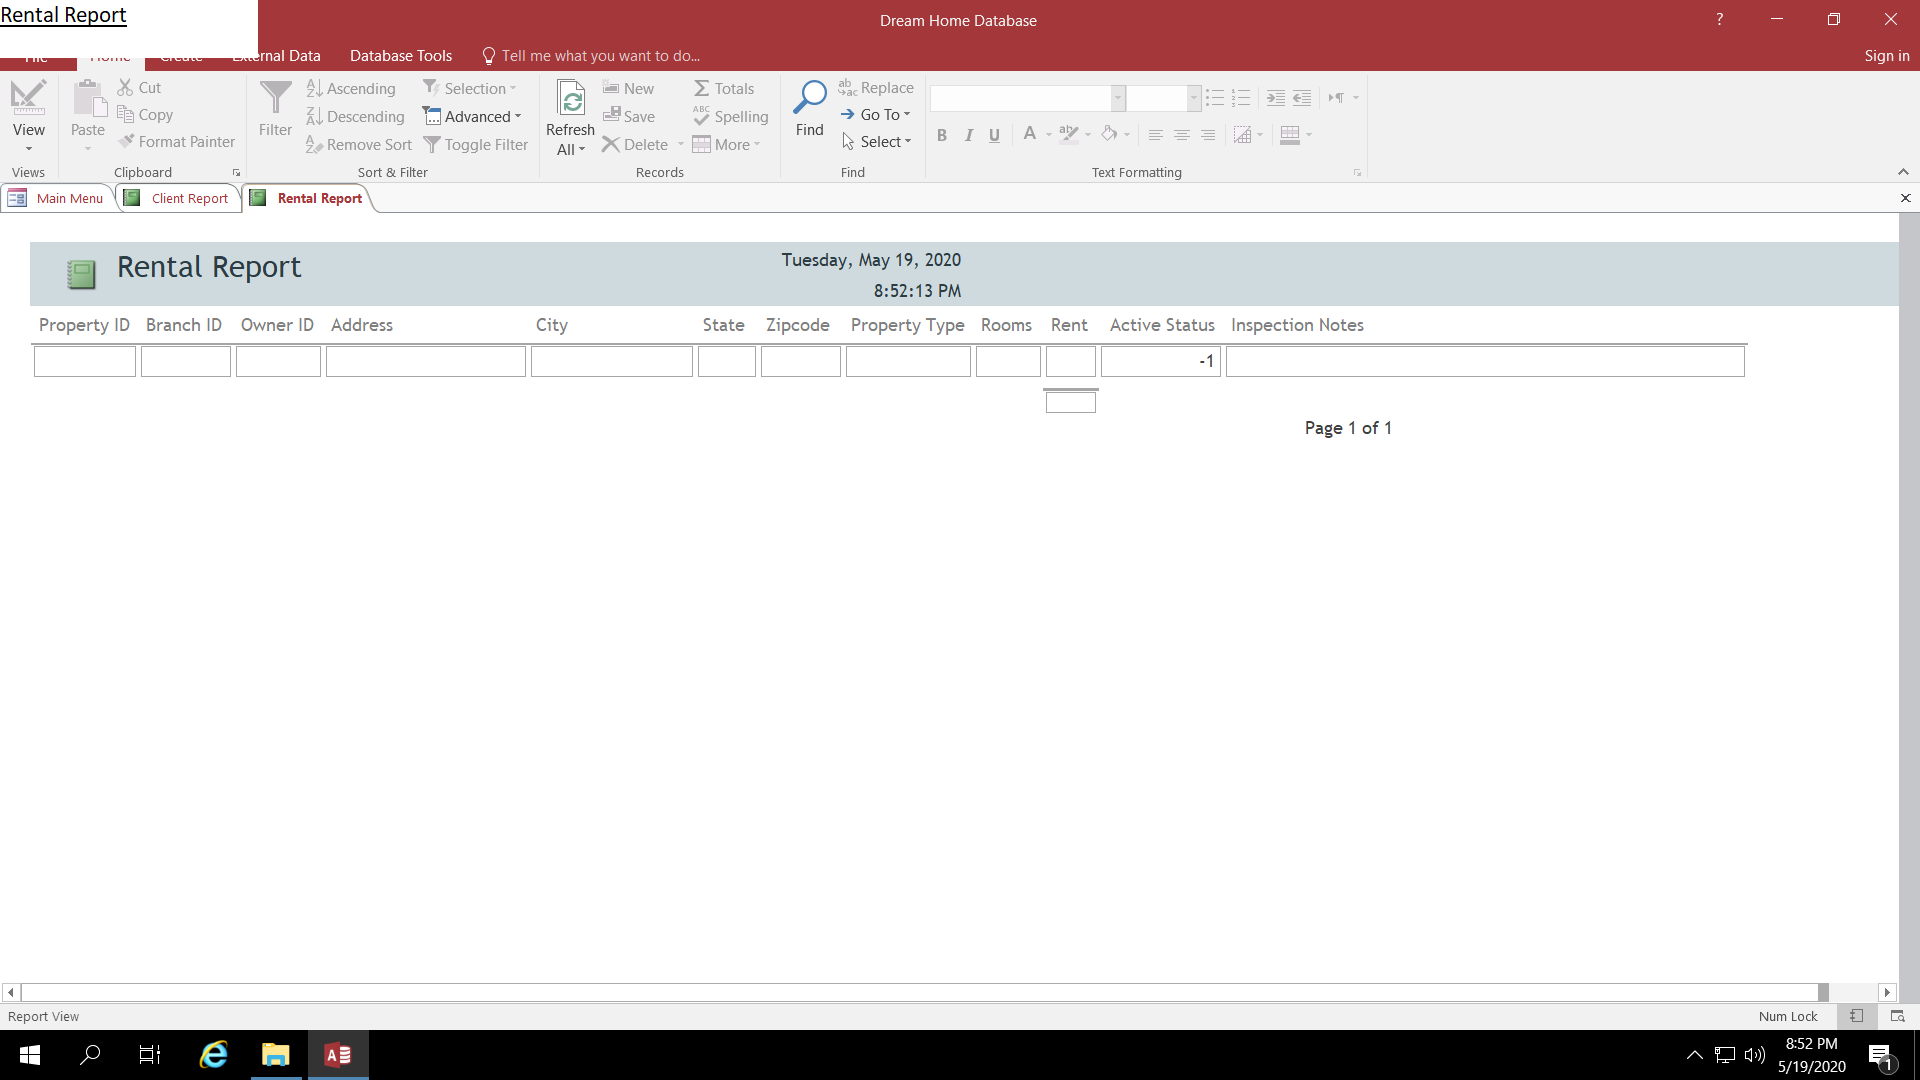 Rental Report
Dream Home Database
?
File Home Create External Data Database Tools Tell me what you want to do... Sign in
View
Paste
Cut
Copy
Format Painter
Filter
Ascending
Descending
Remove Sort
Selection
Advanced
Toggle Filter
Refresh
All
New
Save
Delete
Totals
Spelling
More
Find
Replace
Go To
Select
B I U A
Views Clipboard Sort & Filter Records Find Text Formatting
Main Menu Client Report Rental Report
Rental Report
Tuesday, May 19, 2020
8:52:13 PM
Property ID Branch ID Owner ID Address City State Zipcode Property Type Rooms Rent Active Status Inspection Notes
-1
Page 1 of 1
Report View Num Lock
8:52 PM
5/19/2020
1